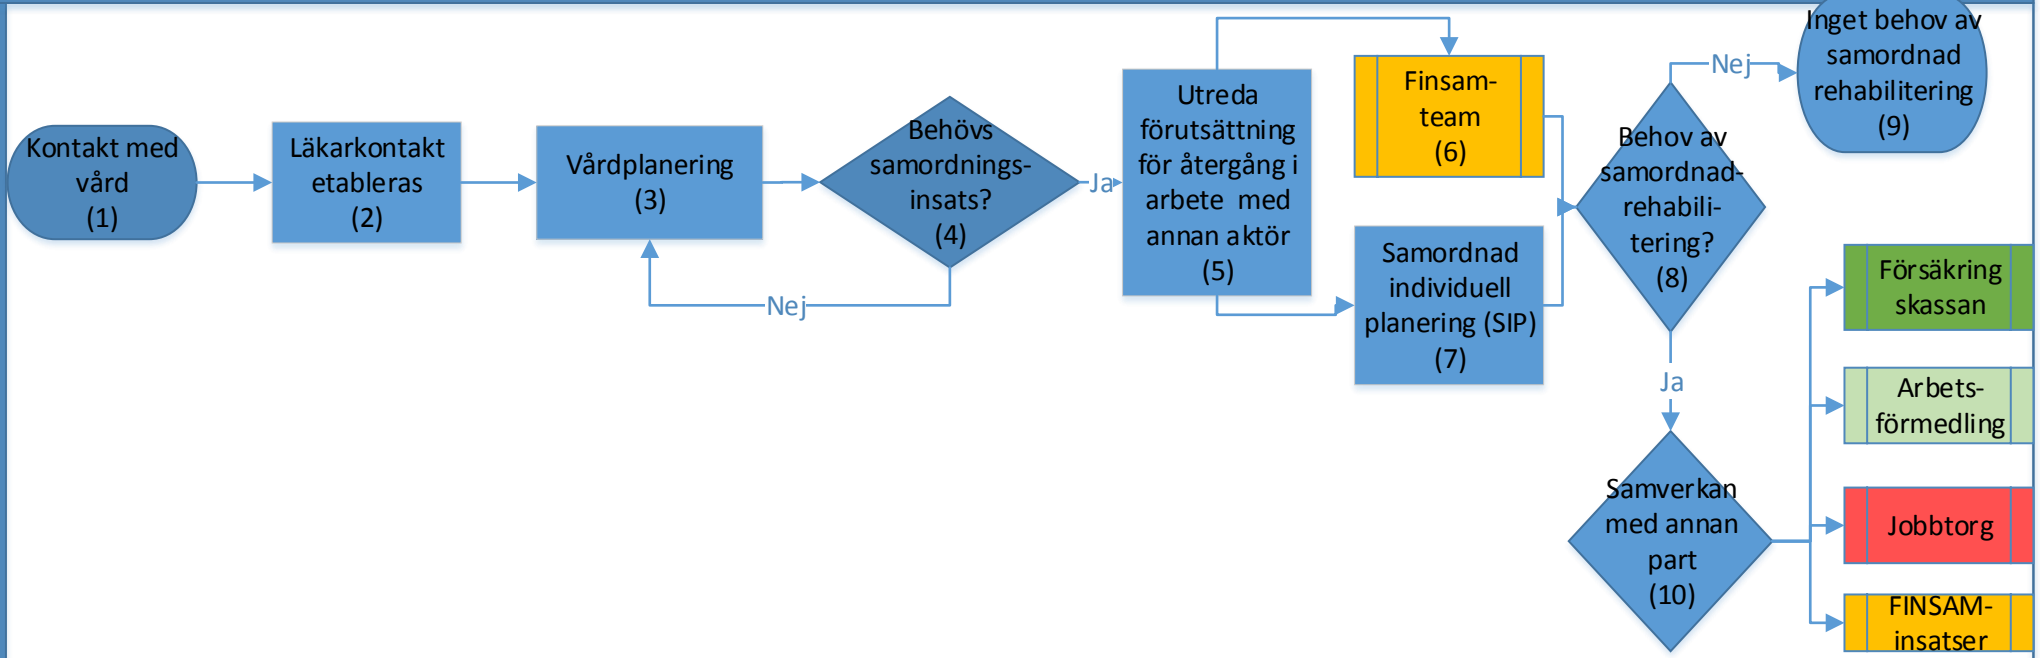 Kontakt med
vård
(1)
Läkarkontakt
etableras
(2)
Vårdplanering
(3)
Behövs
samordnings-
insats?
(4)
Nej
Ja
Utreda
förutsättning
för återgång i
arbete med
annan aktör
(5)
Finsam-
team
(6)
Samordnad
individuell
planering (SIP)
(7)
Behov av
samordnad-
rehabili-
tering?
(8)
Nej
Inget behov av
samordnad
rehabilitering
(9)
Ja
Samverkan
med annan
part
(10)
Försäkring
skassan
Arbets-
förmedling
Jobbtorg
FINSAM-
insatser